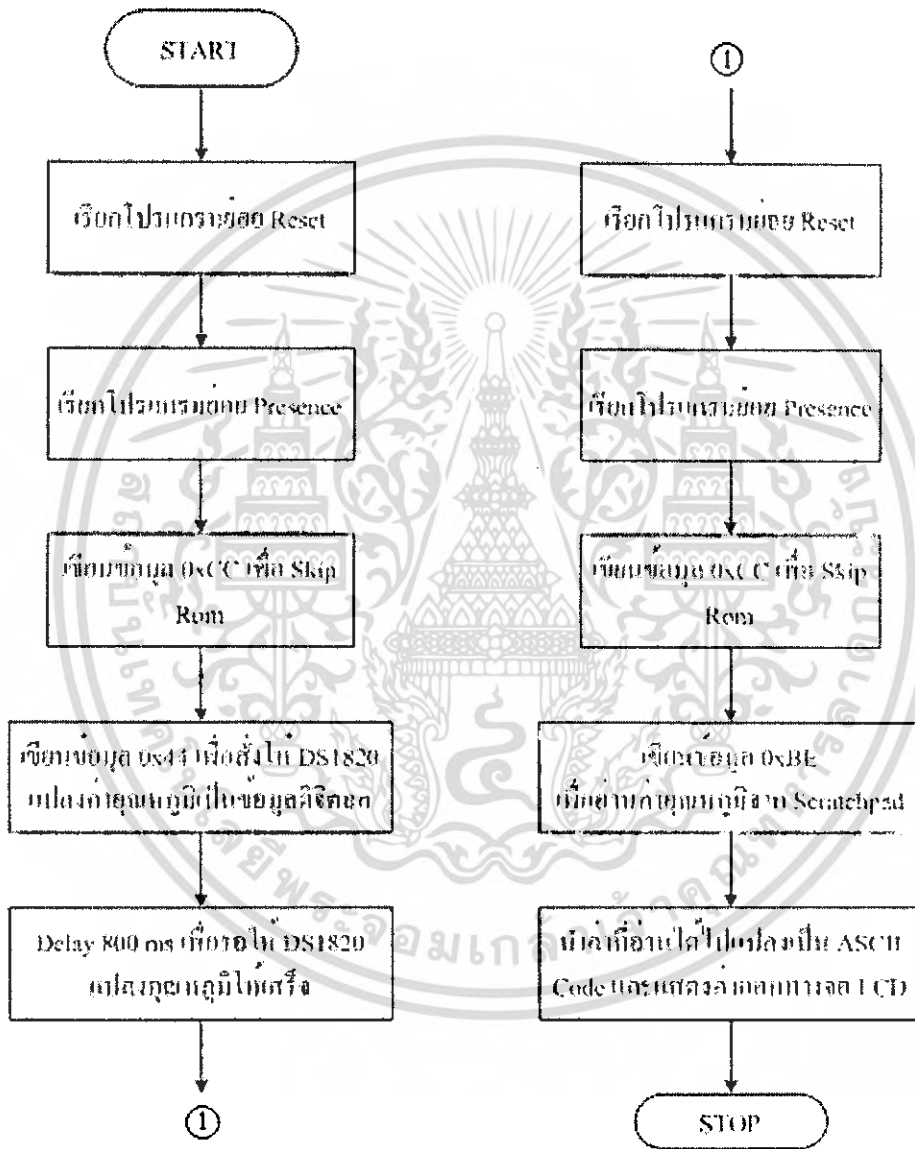 START
เรียกโปรแกรมย่อย Reset
เรียกโปรแกรมย่อย Presence
เขียนข้อมูล 0xCC เพื่อ Skip
Rom
เขียนข้อมูล 0x44 เพื่อสั่งให้ DS1820
แปลงค่าอุณหภูมิเป็นข้อมูลดิจิตอล
Delay 800 ms เพื่อรอให้ DS1820
แปลงอุณหภูมิให้เสร็จ
1
1
เรียกโปรแกรมย่อย Reset
เรียกโปรแกรมย่อย Presence
เขียนข้อมูล 0xCC เพื่อ Skip
Rom
เขียนข้อมูล 0xBE
เพื่ออ่านค่าอุณหภูมิจาก Scratchpad
นำค่าที่อ่านได้ไปแปลงเป็น ASCII
Code และแสดงค่าออกทางจอ LCD
STOP